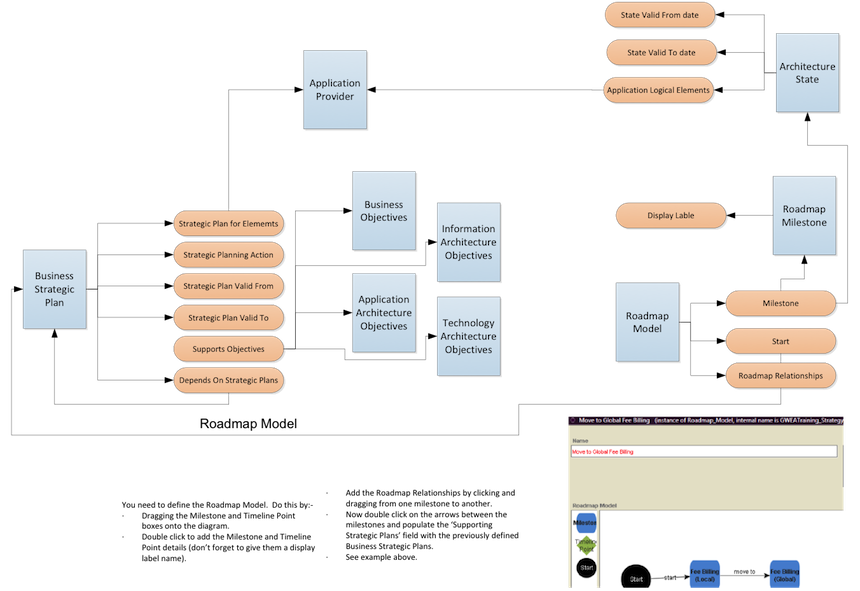 State Valid From date
State Valid To date
Application Logical Elements
Architecture
State
Application
Provider
Business
Objectives
Information
Architecture
Objectives
Display Lable
Roadmap
Milestone
Strategic Plan for Elememts
Strategic Planning Action
Strategic Plan Valid From
Strategic Plan Valid To
Supports Objectives
Depends On Strategic Plans
Business
Strategic
Plan
Application
Architecture
Objectives
Technology
Architecture
Objectives
Roadmap
Model
Milestone
Start
Roadmap Relationships
Roadmap Model
Move to Global Fee Billing (instance of Roadmap_Model, internal name is GWEATraining_Strategy
Name
Move to Global Fee Billing
Roadmap Model
Milestone
Timeline
Point
Start
Start
start
Fee Billing
(Local)
move to
Fee Billing
(Global)
You need to define the Roadmap Model. Do this by:-
· Dragging the Milestone and Timeline Point
boxes onto the diagram.
· Double click to add the Milestone and Timeline
Point details (don't forget to give them a display
label name).
· Add the Roadmap Relationships by clicking and
dragging from one milestone to another.
· Now double click on the arrows between the
milestones and populate the 'Supporting
Strategic Plans' field with the previously defined
Business Strategic Plans.
· See example above.